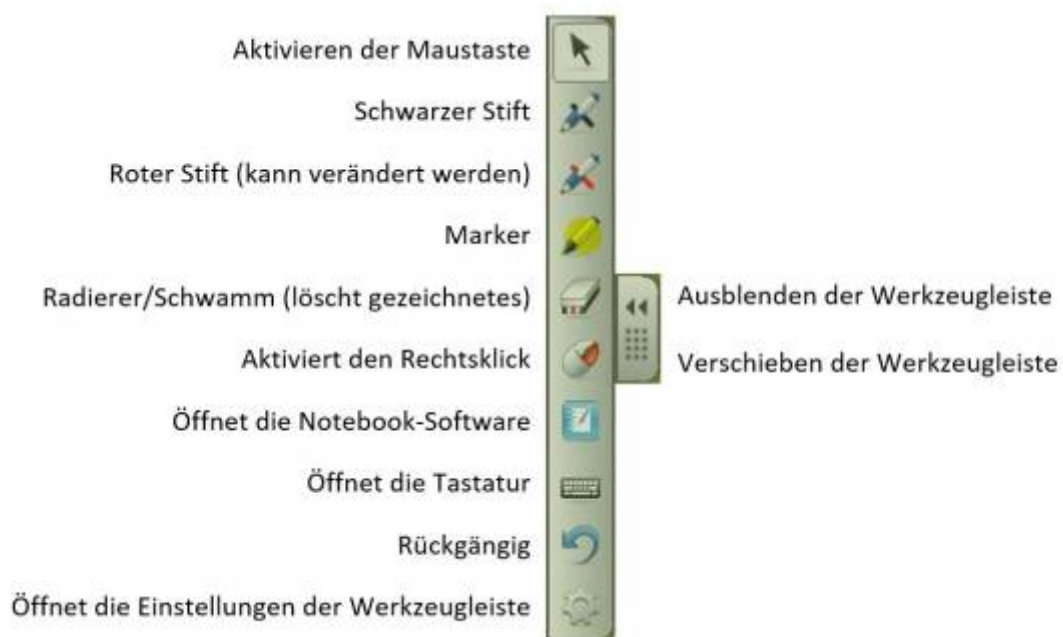 Aktivieren der Maustaste
Schwarzer Stift
Roter Stift (kann verändert werden)
Marker
Radierer/Schwamm (löscht gezeichnetes)
Ausblenden der Werkzeugleiste
Aktiviert den Rechtsklick
Verschieben der Werkzeugleiste
Öffnet die Notebook-Software
Öffnet die Tastatur
Rückgängig
Öffnet die Einstellungen der Werkzeugleiste